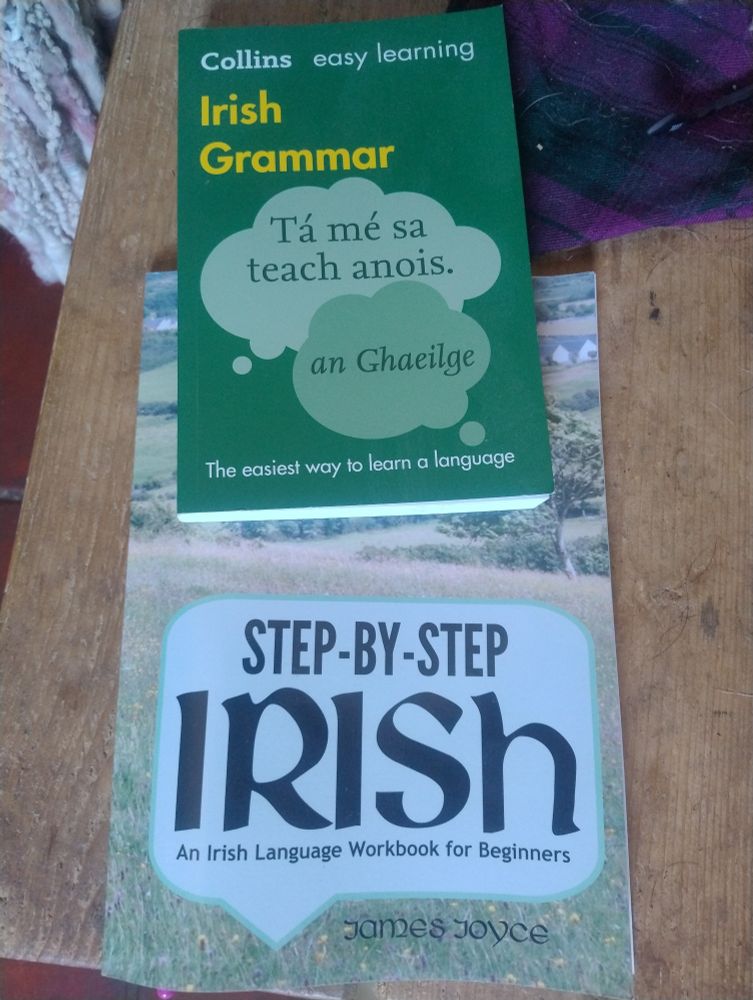 Collins easy learning
Irish
Grammar
Tá mé sa
teach anois.
an Ghaeilge
The easiest way to learn a language
STEP-BY-STEP
IRISh
An Irish Language Workbook for Beginners
James Joyce